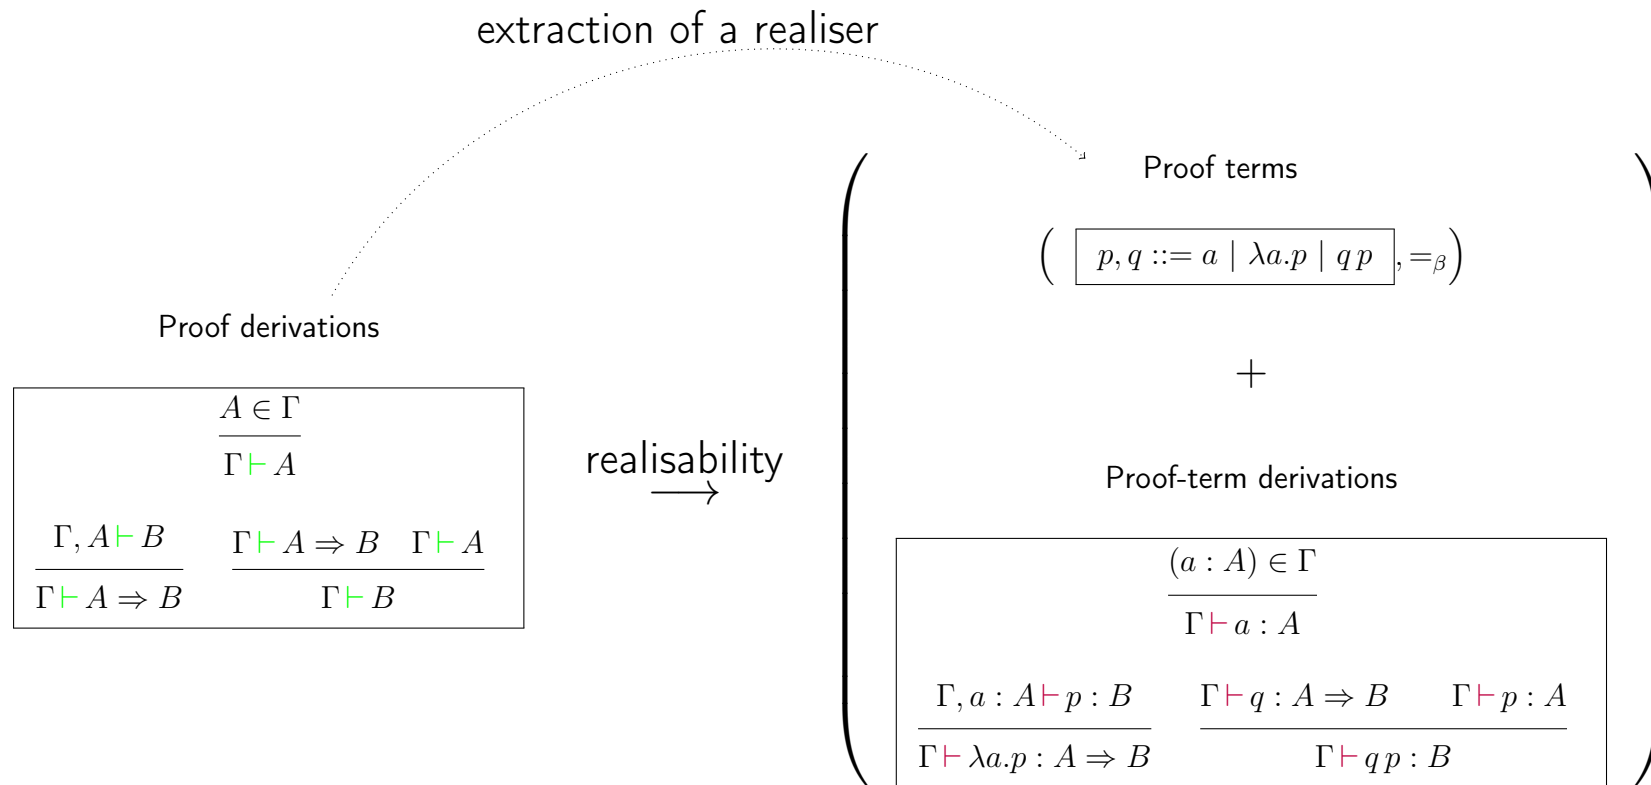 extraction of a realiser
Proof terms
( p, q ::= a | λa.p | q p , =β )
Proof derivations
A ∈ Γ
Γ ⊢ A
Γ, A ⊢ B
Γ ⊢ A ⇒ B
Γ ⊢ A ⇒ B Γ ⊢ A
Γ ⊢ B
realisability
⟶
+
Proof-term derivations
(a : A) ∈ Γ
Γ ⊢ a : A
Γ, a : A ⊢ p : B
Γ ⊢ λa.p : A ⇒ B
Γ ⊢ q : A ⇒ B Γ ⊢ p : A
Γ ⊢ q p : B